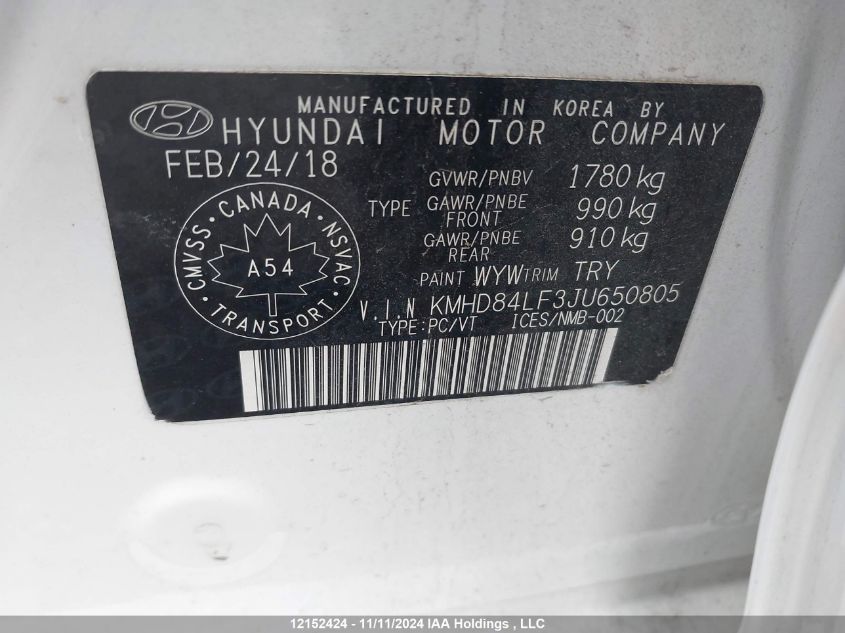 MANUFACTURED IN KOREA BY
HYUNDAI MOTOR COMPANY
FEB/24/18
GVWR/PNBV 1780 kg
TYPE GAWR/PNBE FRONT 990 kg
GAWR/PNBE REAR 910 kg
CMVSS · CANADA · NSVAC
A54
· TRANSPORT ·
PAINT WYW TRIM TRY
V.I.N KMHD84LF3JU650805
TYPE:PC/VT ICES/NMB-002
12152424 - 11/11/2024 IAA Holdings , LLC